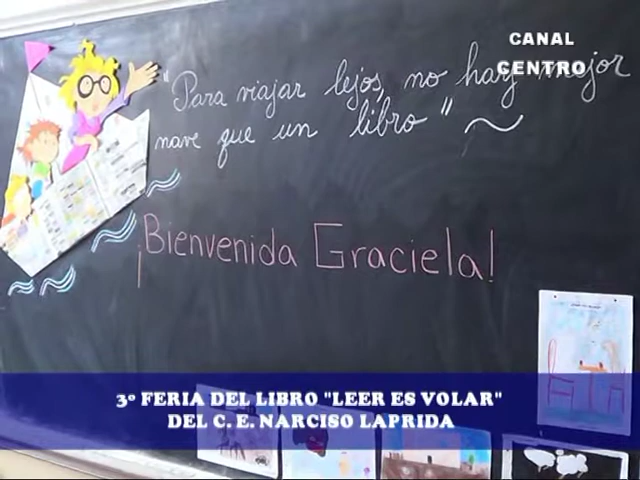 CANAL
CENTRO
"Para viajar lejos, no hay mejor
nave que un libro"
¡Bienvenida Graciela!
3º FERIA DEL LIBRO "LEER ES VOLAR"
DEL C. E. NARCISO LAPRIDA